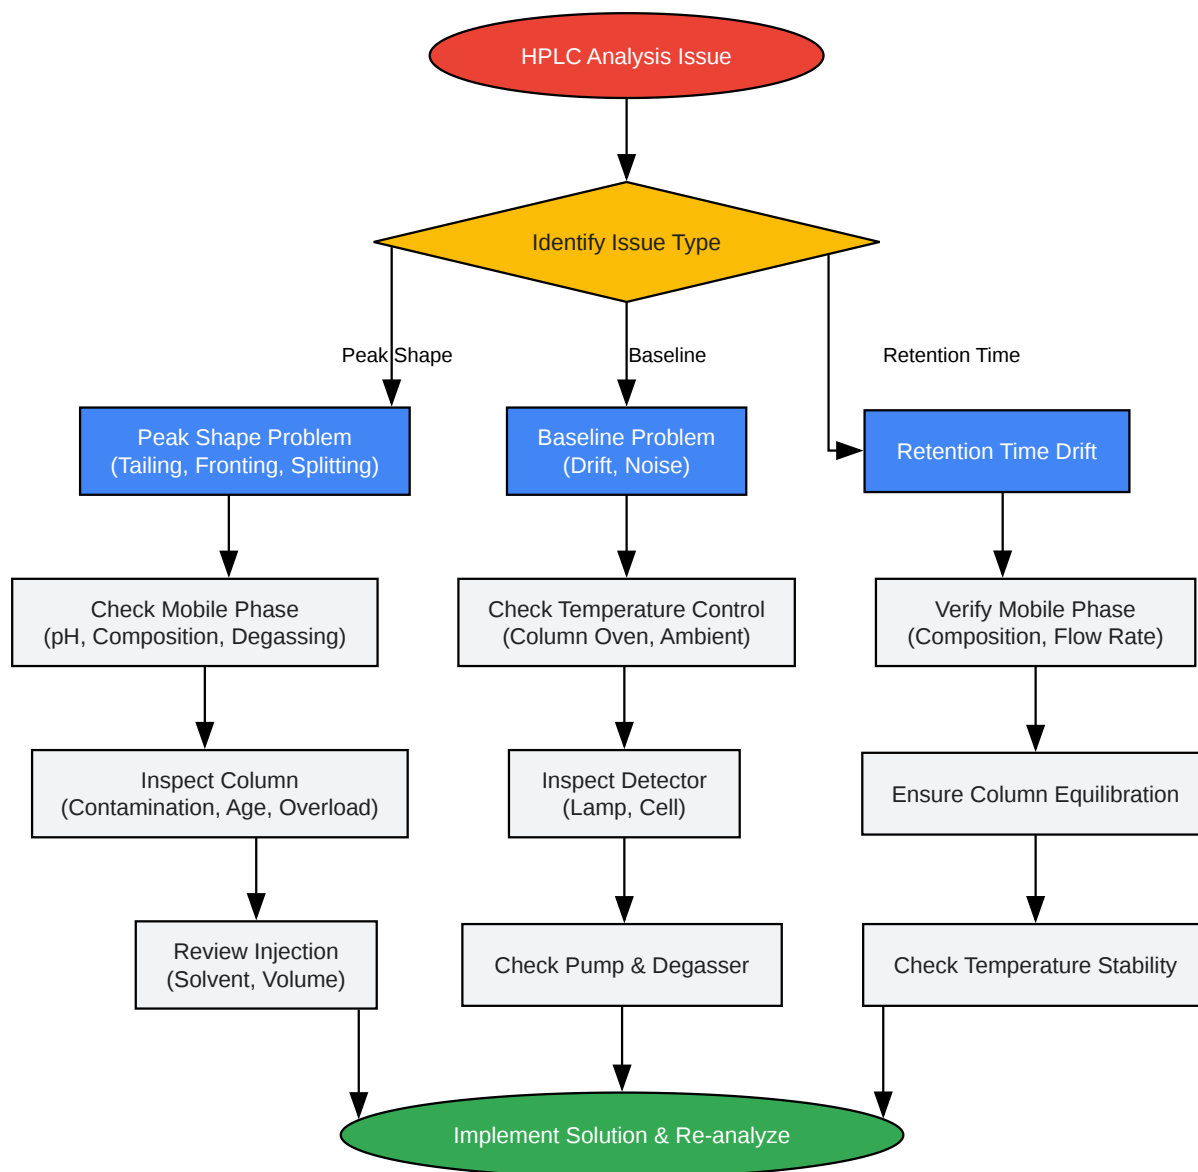 HPLC Analysis Issue
Identify Issue Type
Peak Shape
Baseline
Retention Time
Peak Shape Problem
(Tailing, Fronting, Splitting)
Baseline Problem
(Drift, Noise)
Retention Time Drift
Check Mobile Phase
(pH, Composition, Degassing)
Check Temperature Control
(Column Oven, Ambient)
Verify Mobile Phase
(Composition, Flow Rate)
Inspect Column
(Contamination, Age, Overload)
Inspect Detector
(Lamp, Cell)
Ensure Column Equilibration
Review Injection
(Solvent, Volume)
Check Pump & Degasser
Check Temperature Stability
Implement Solution & Re-analyze